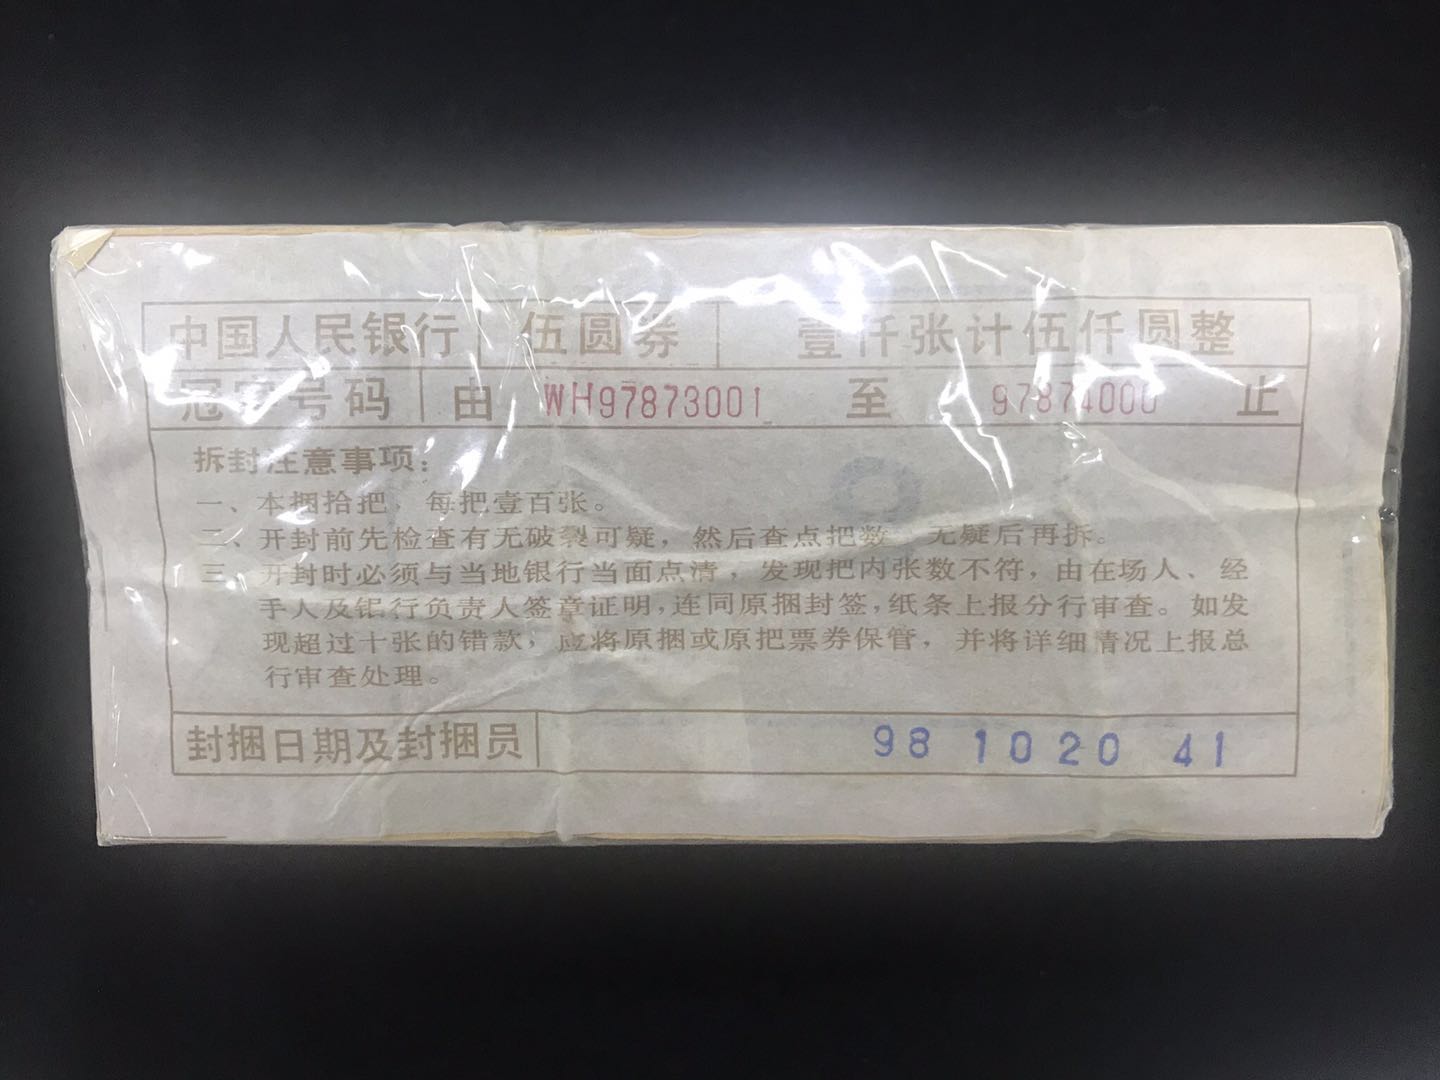 中国人民银行 伍圆券 壹仟张计伍仟圆整
冠字号码 由 WH97873001 至 97874000 止
拆封注意事项：
一、本捆拾把，每把壹百张。
二、开封前先检查有无破裂可疑，然后查点把数，无疑后再拆。
三、开封时必须与当地银行当面点清，发现把内张数不符，由在场人、经
手人及银行负责人签章证明，连同原捆封签，纸条上报分行审查。如发
现超过十张的错款，应将原捆或原把票券保管，并将详细情况上报总
行审查处理。
封捆日期及封捆员 98 10 20 41